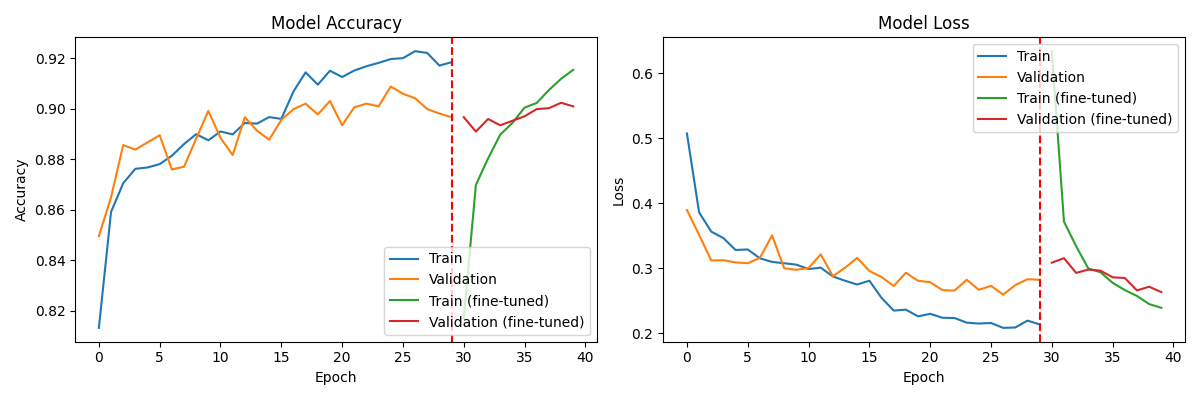 Model Accuracy
Accuracy
0.92
0.90
0.88
0.86
0.84
0.82
Train
Validation
Train (fine-tuned)
Validation (fine-tuned)
0 5 10 15 20 25 30 35 40
Epoch
Model Loss
Loss
0.6
0.5
0.4
0.3
0.2
Train
Validation
Train (fine-tuned)
Validation (fine-tuned)
0 5 10 15 20 25 30 35 40
Epoch